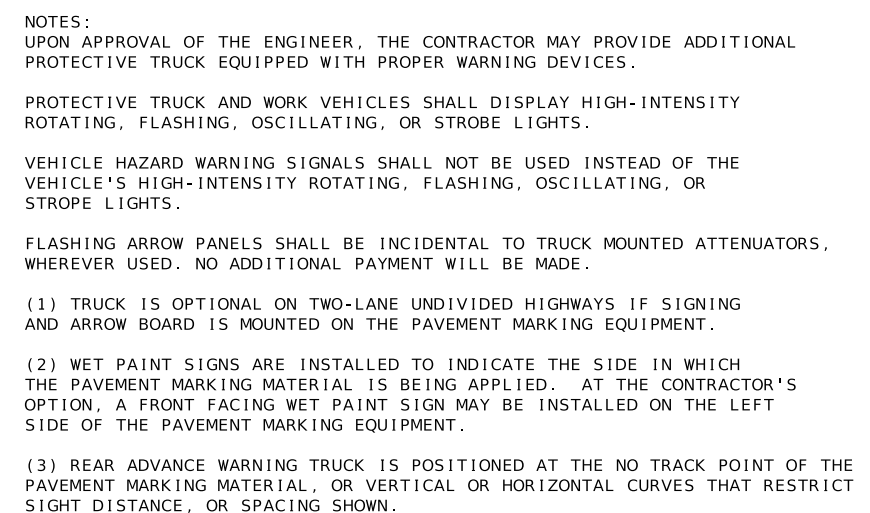 NOTES:
UPON APPROVAL OF THE ENGINEER, THE CONTRACTOR MAY PROVIDE ADDITIONAL
PROTECTIVE TRUCK EQUIPPED WITH PROPER WARNING DEVICES.
PROTECTIVE TRUCK AND WORK VEHICLES SHALL DISPLAY HIGH-INTENSITY
ROTATING, FLASHING, OSCILLATING, OR STROBE LIGHTS.
VEHICLE HAZARD WARNING SIGNALS SHALL NOT BE USED INSTEAD OF THE
VEHICLE'S HIGH-INTENSITY ROTATING, FLASHING, OSCILLATING, OR
STROPE LIGHTS.
FLASHING ARROW PANELS SHALL BE INCIDENTAL TO TRUCK MOUNTED ATTENUATORS,
WHEREVER USED. NO ADDITIONAL PAYMENT WILL BE MADE.
(1) TRUCK IS OPTIONAL ON TWO-LANE UNDIVIDED HIGHWAYS IF SIGNING
AND ARROW BOARD IS MOUNTED ON THE PAVEMENT MARKING EQUIPMENT.
(2) WET PAINT SIGNS ARE INSTALLED TO INDICATE THE SIDE IN WHICH
THE PAVEMENT MARKING MATERIAL IS BEING APPLIED.  AT THE CONTRACTOR'S
OPTION, A FRONT FACING WET PAINT SIGN MAY BE INSTALLED ON THE LEFT
SIDE OF THE PAVEMENT MARKING EQUIPMENT.
(3) REAR ADVANCE WARNING TRUCK IS POSITIONED AT THE NO TRACK POINT OF THE
PAVEMENT MARKING MATERIAL, OR VERTICAL OR HORIZONTAL CURVES THAT RESTRICT
SIGHT DISTANCE, OR SPACING SHOWN.